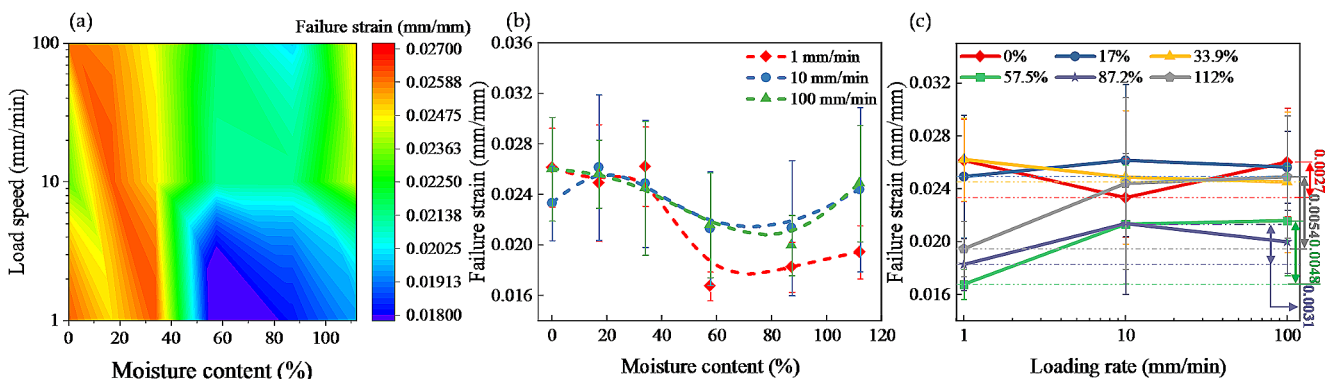 (a)
Failure strain (mm/mm)
100
10
1
Load speed (mm/min)
0 20 40 60 80 100
Moisture content (%)
0.02700
0.02588
0.02475
0.02363
0.02250
0.02138
0.02025
0.01913
0.01800
(b)
0.036
0.032
0.028
0.024
0.020
0.016
Failure strain (mm/mm)
1 mm/min
10 mm/min
100 mm/min
0 20 40 60 80 100 120
Moisture content (%)
(c)
0.032
0.028
0.024
0.020
0.016
Failure strain (mm/mm)
0% 17% 33.9%
57.5% 87.2% 112%
0.0027
0.0054
0.0048
0.0031
1 10 100
Loading rate (mm/min)